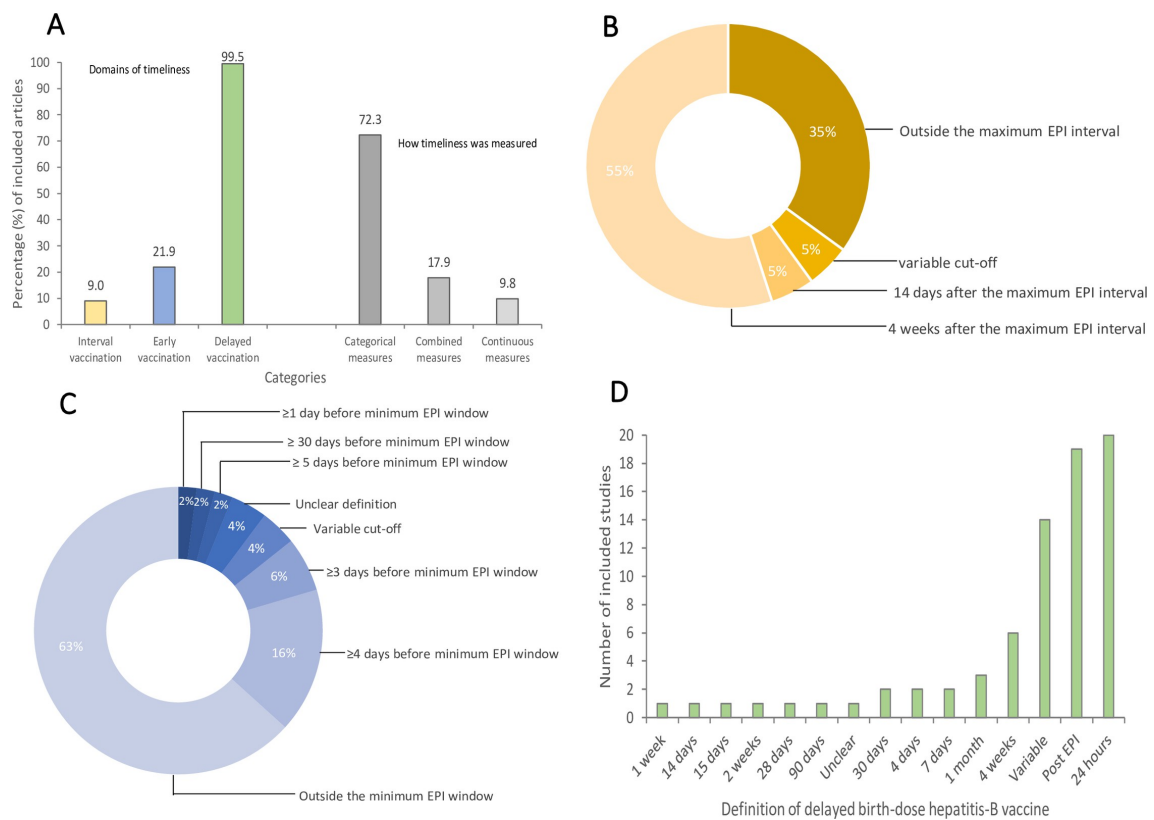 A
Percentage (%) of included articles
100
90
80
70
60
50
40
30
20
10
0
Domains of timeliness
How timeliness was measured
9.0
21.9
99.5
72.3
17.9
9.8
Interval vaccination
Early vaccination
Delayed vaccination
Categorical measures
Combined measures
Continuous measures
Categories
B
35%
5%
5%
55%
Outside the maximum EPI interval
variable cut-off
14 days after the maximum EPI interval
4 weeks after the maximum EPI interval
C
≥1 day before minimum EPI window
≥ 30 days before minimum EPI window
≥ 5 days before minimum EPI window
Unclear definition
Variable cut-off
≥3 days before minimum EPI window
≥4 days before minimum EPI window
Outside the minimum EPI window
2%
2%
2%
4%
4%
6%
16%
63%
D
Number of included studies
20
18
16
14
12
10
8
6
4
2
0
1 week
14 days
15 days
2 weeks
28 days
90 days
Unclear
30 days
4 days
7 days
1 month
4 weeks
Variable
Post EPI
24 hours
Definition of delayed birth-dose hepatitis-B vaccine